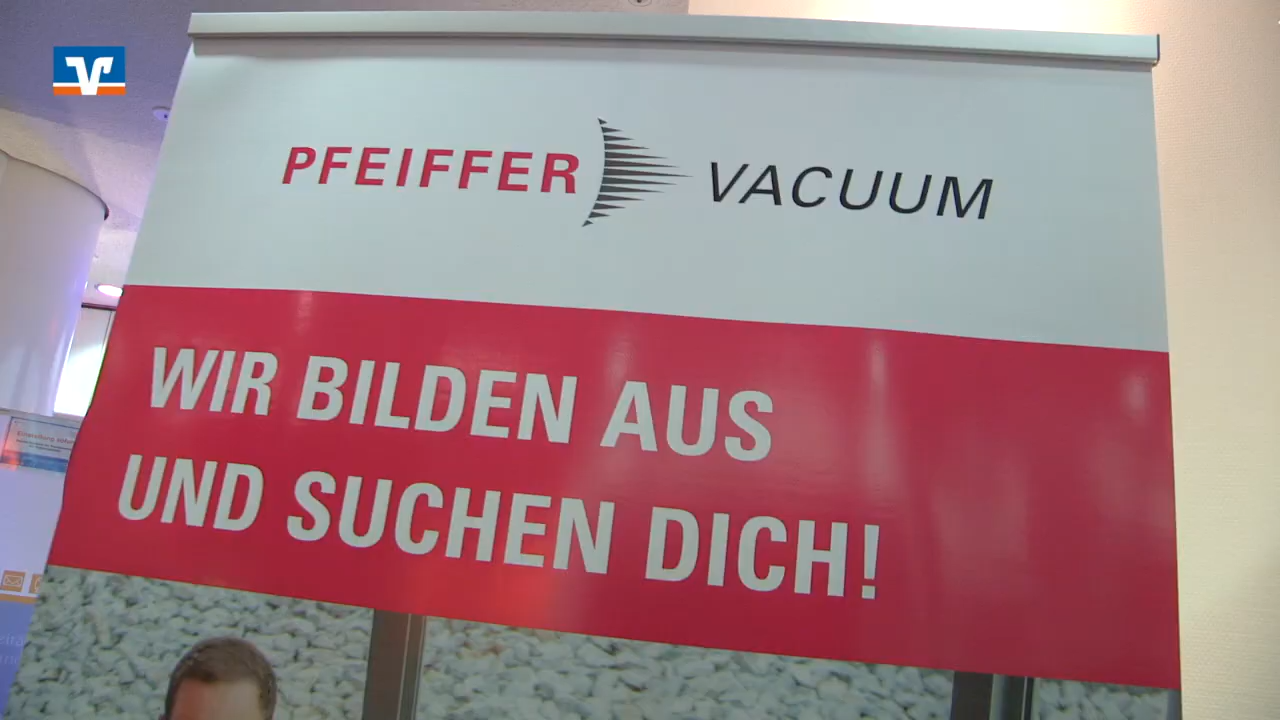 PFEIFFER VACUUM
WIR BILDEN AUS
UND SUCHEN DICH!